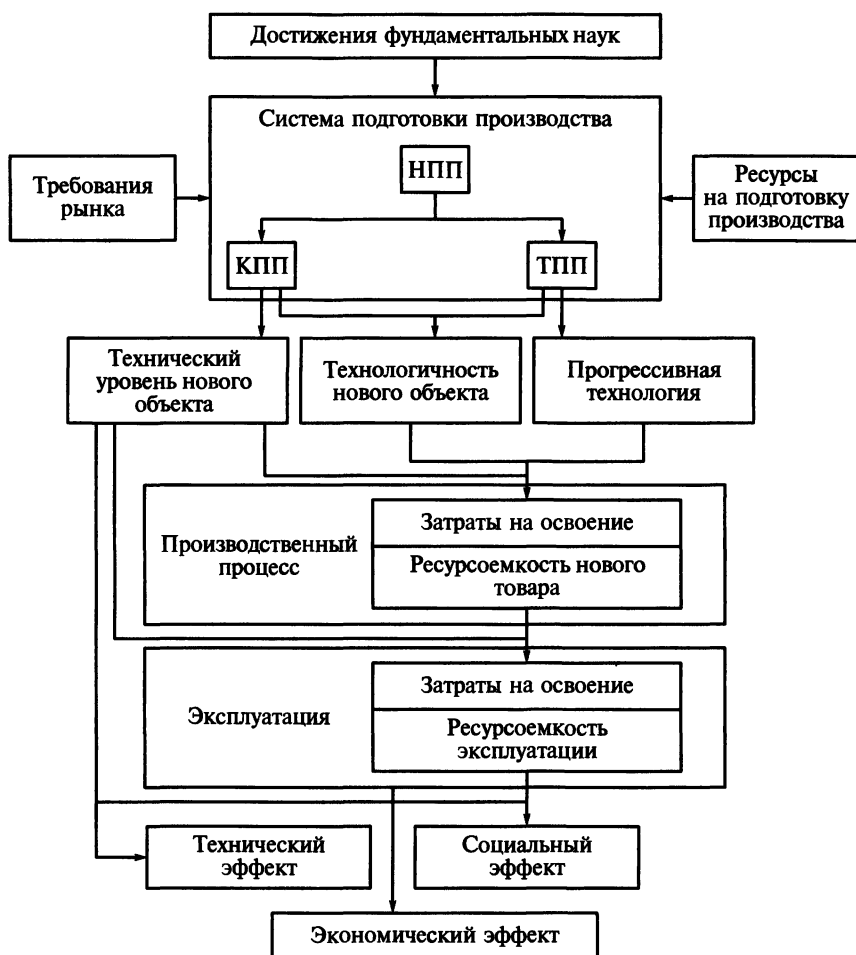 Достижения фундаментальных наук
Система подготовки производства
НПП
Требования
рынка
Ресурсы
на подготовку
производства
КПП
ТПП
Технический
уровень нового
объекта
Технологичность
нового объекта
Прогрессивная
технология
Производственный
процесс
Затраты на освоение
Ресурсоемкость нового
товара
Эксплуатация
Затраты на освоение
Ресурсоемкость
эксплуатации
Технический
эффект
Социальный
эффект
Экономический эффект